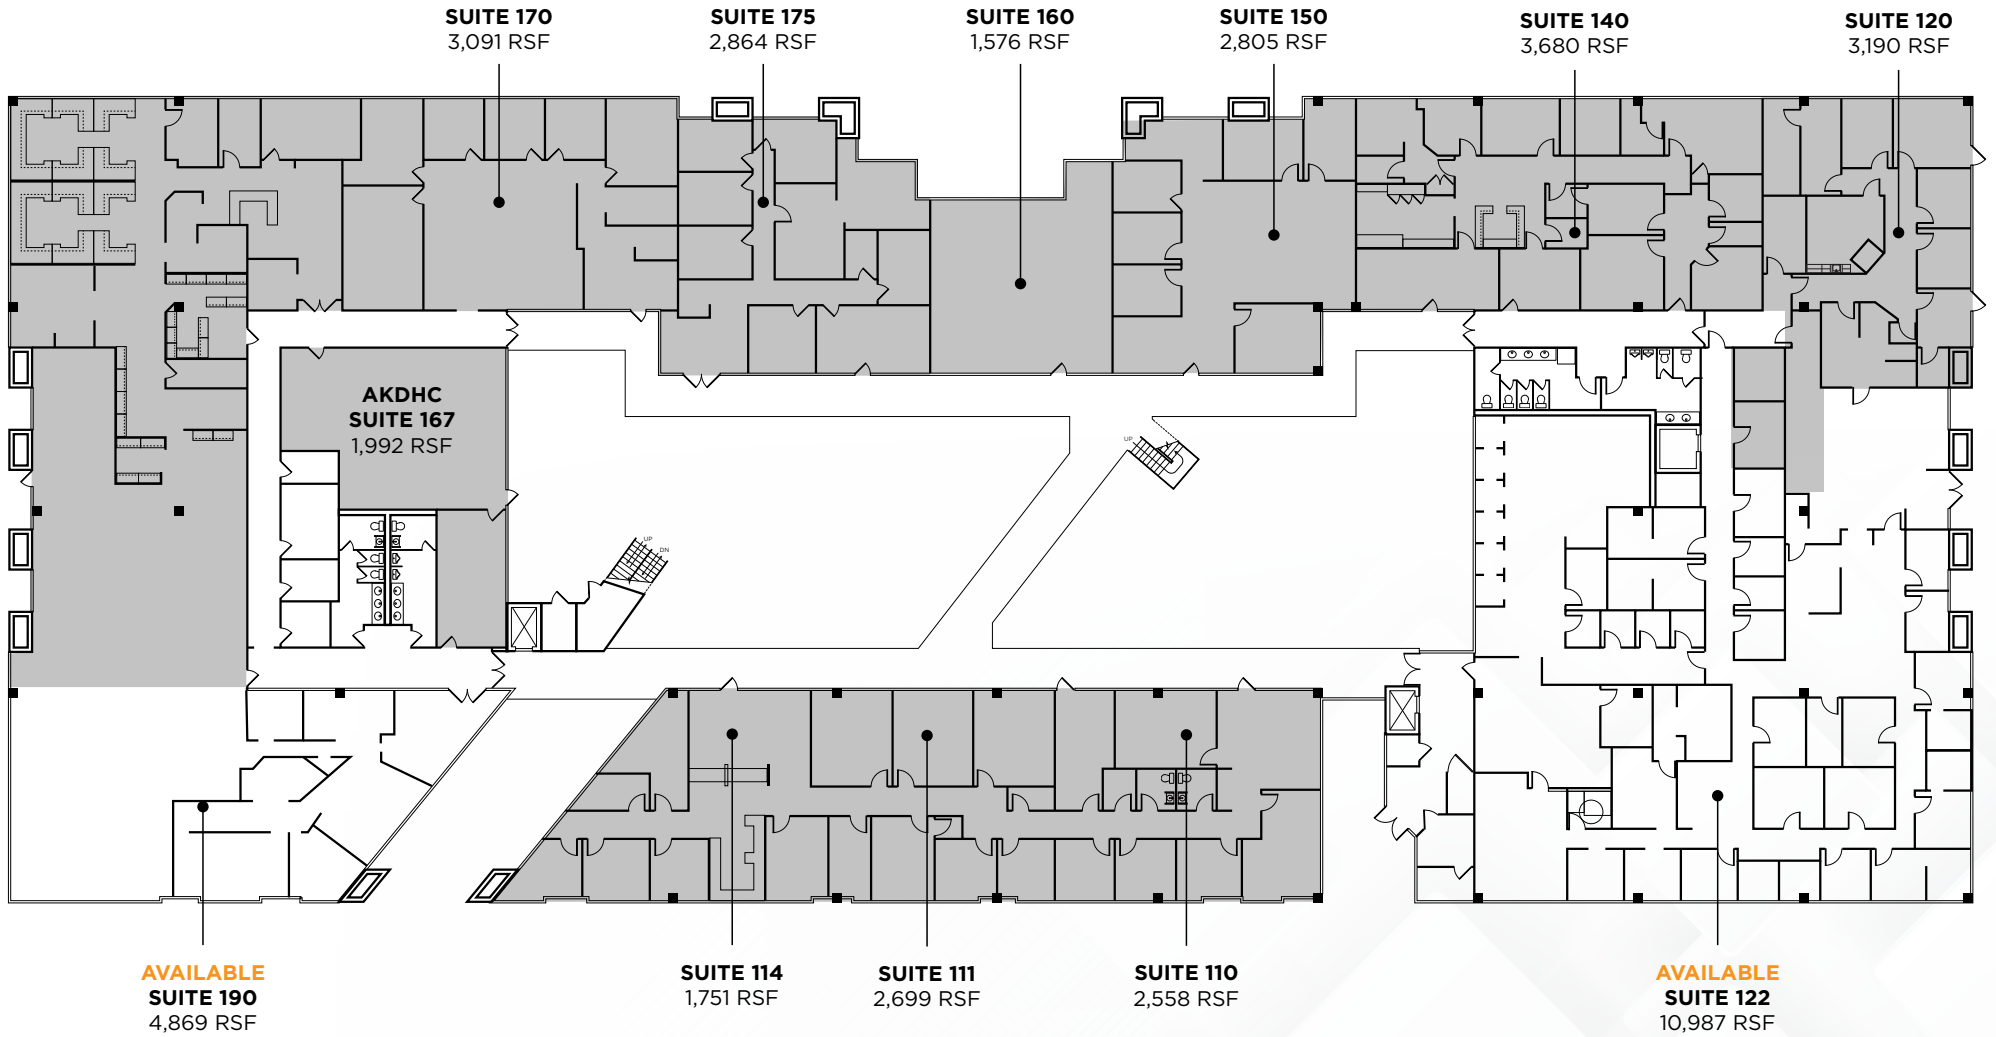 SUITE 170
3,091 RSF
SUITE 175
2,864 RSF
SUITE 160
1,576 RSF
SUITE 150
2,805 RSF
SUITE 140
3,680 RSF
SUITE 120
3,190 RSF
AKDHC
SUITE 167
1,992 RSF
UP
UP
DN
AVAILABLE
SUITE 190
4,869 RSF
SUITE 114
1,751 RSF
SUITE 111
2,699 RSF
SUITE 110
2,558 RSF
AVAILABLE
SUITE 122
10,987 RSF